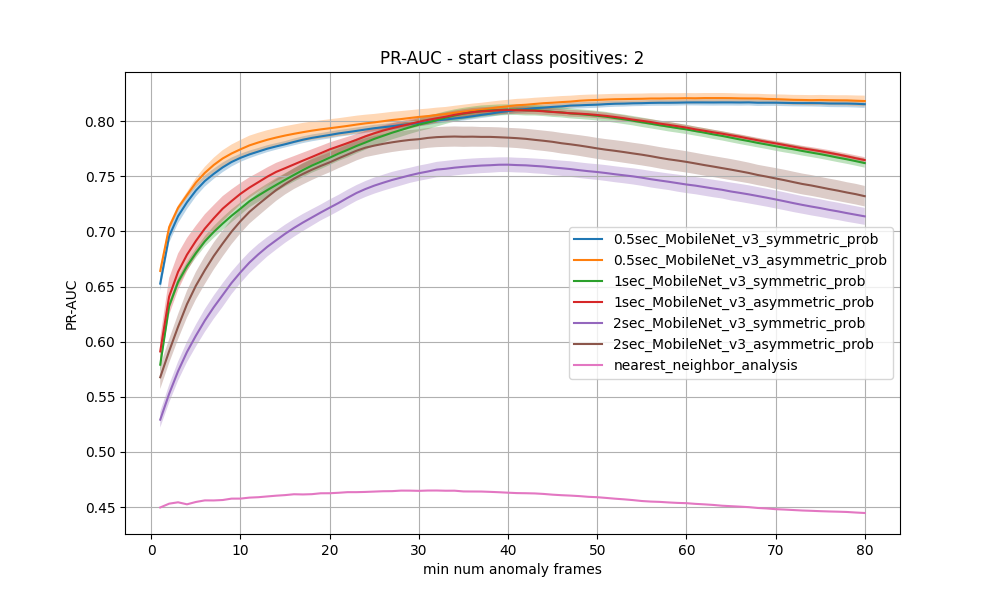 PR-AUC - start class positives: 2
PR-AUC
0.80
0.75
0.70
0.65
0.60
0.55
0.50
0.45
0.5sec_MobileNet_v3_symmetric_prob
0.5sec_MobileNet_v3_asymmetric_prob
1sec_MobileNet_v3_symmetric_prob
1sec_MobileNet_v3_asymmetric_prob
2sec_MobileNet_v3_symmetric_prob
2sec_MobileNet_v3_asymmetric_prob
nearest_neighbor_analysis
0 10 20 30 40 50 60 70 80
min num anomaly frames